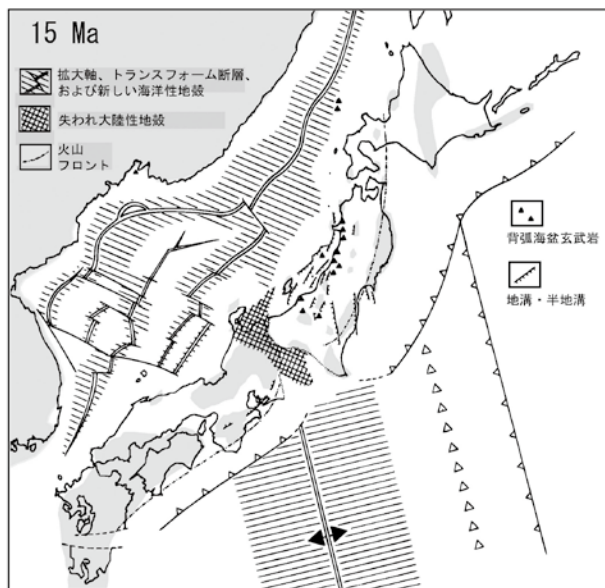 15 Ma
拡大軸、トランスフォーム断層、
および新しい海洋性地殻
失われ大陸性地殻
火山
フロント
背弧海盆玄武岩
地溝・半地溝